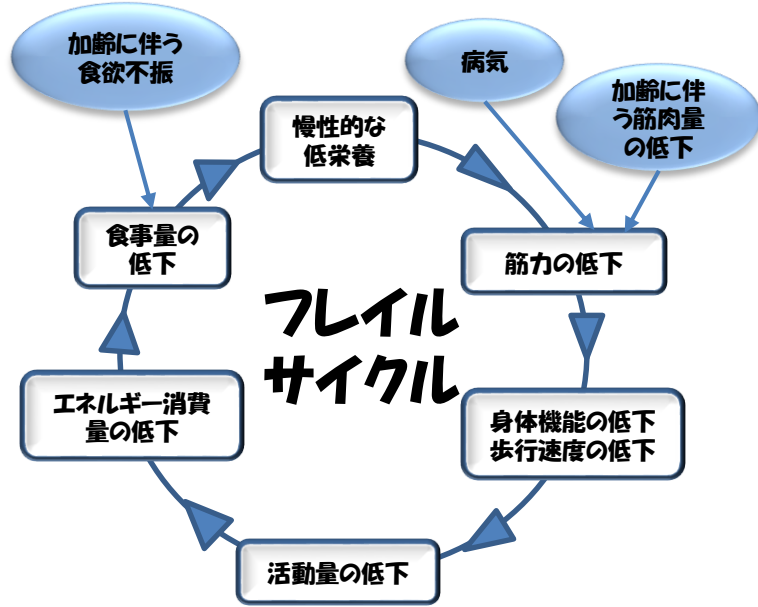 加齢に伴う
食欲不振
病気
加齢に伴
う筋肉量
の低下
慢性的な
低栄養
食事量の
低下
筋力の低下
フレイル
サイクル
エネルギー消費
量の低下
身体機能の低下
歩行速度の低下
活動量の低下